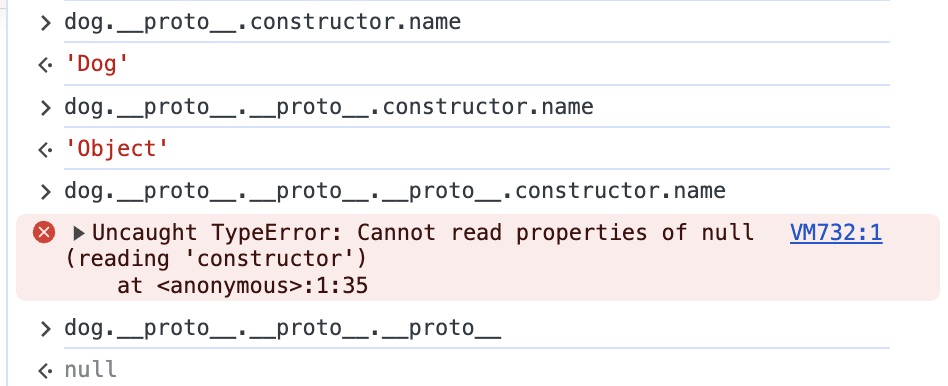 dog.__proto__.constructor.name
'Dog'
dog.__proto__.__proto__.constructor.name
'Object'
dog.__proto__.__proto__.__proto__.constructor.name
Uncaught TypeError: Cannot read properties of null VM732:1
(reading 'constructor')
at <anonymous>:1:35
dog.__proto__.__proto__.__proto__
null